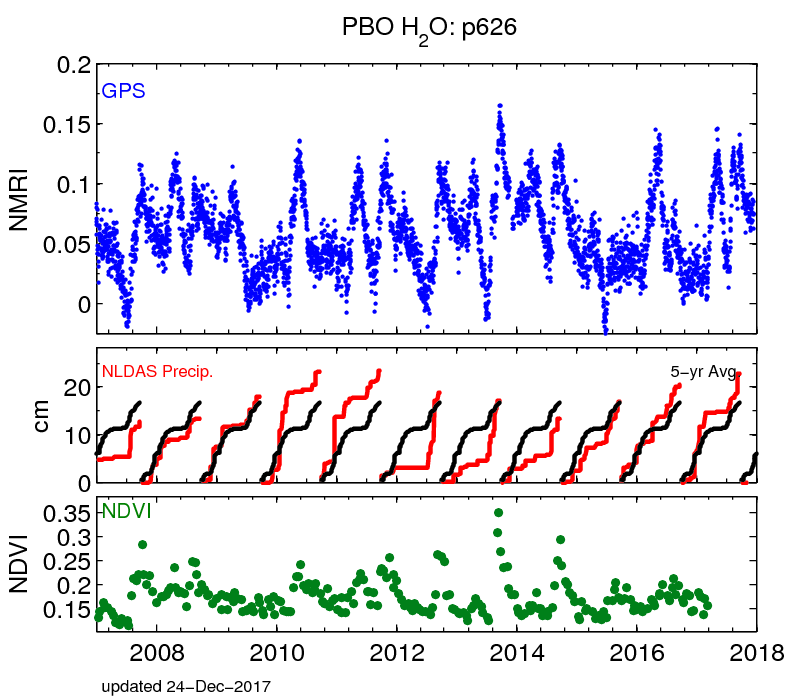 PBO H2O: p626
0.2
GPS
0.15
0.1
NMRI
0.05
0
NLDAS Precip.
5−yr Avg.
20
cm
10
0
NDVI
0.35
0.3
NDVI
0.25
0.2
0.15
2008 2010 2012 2014 2016 2018
updated 24−Dec−2017